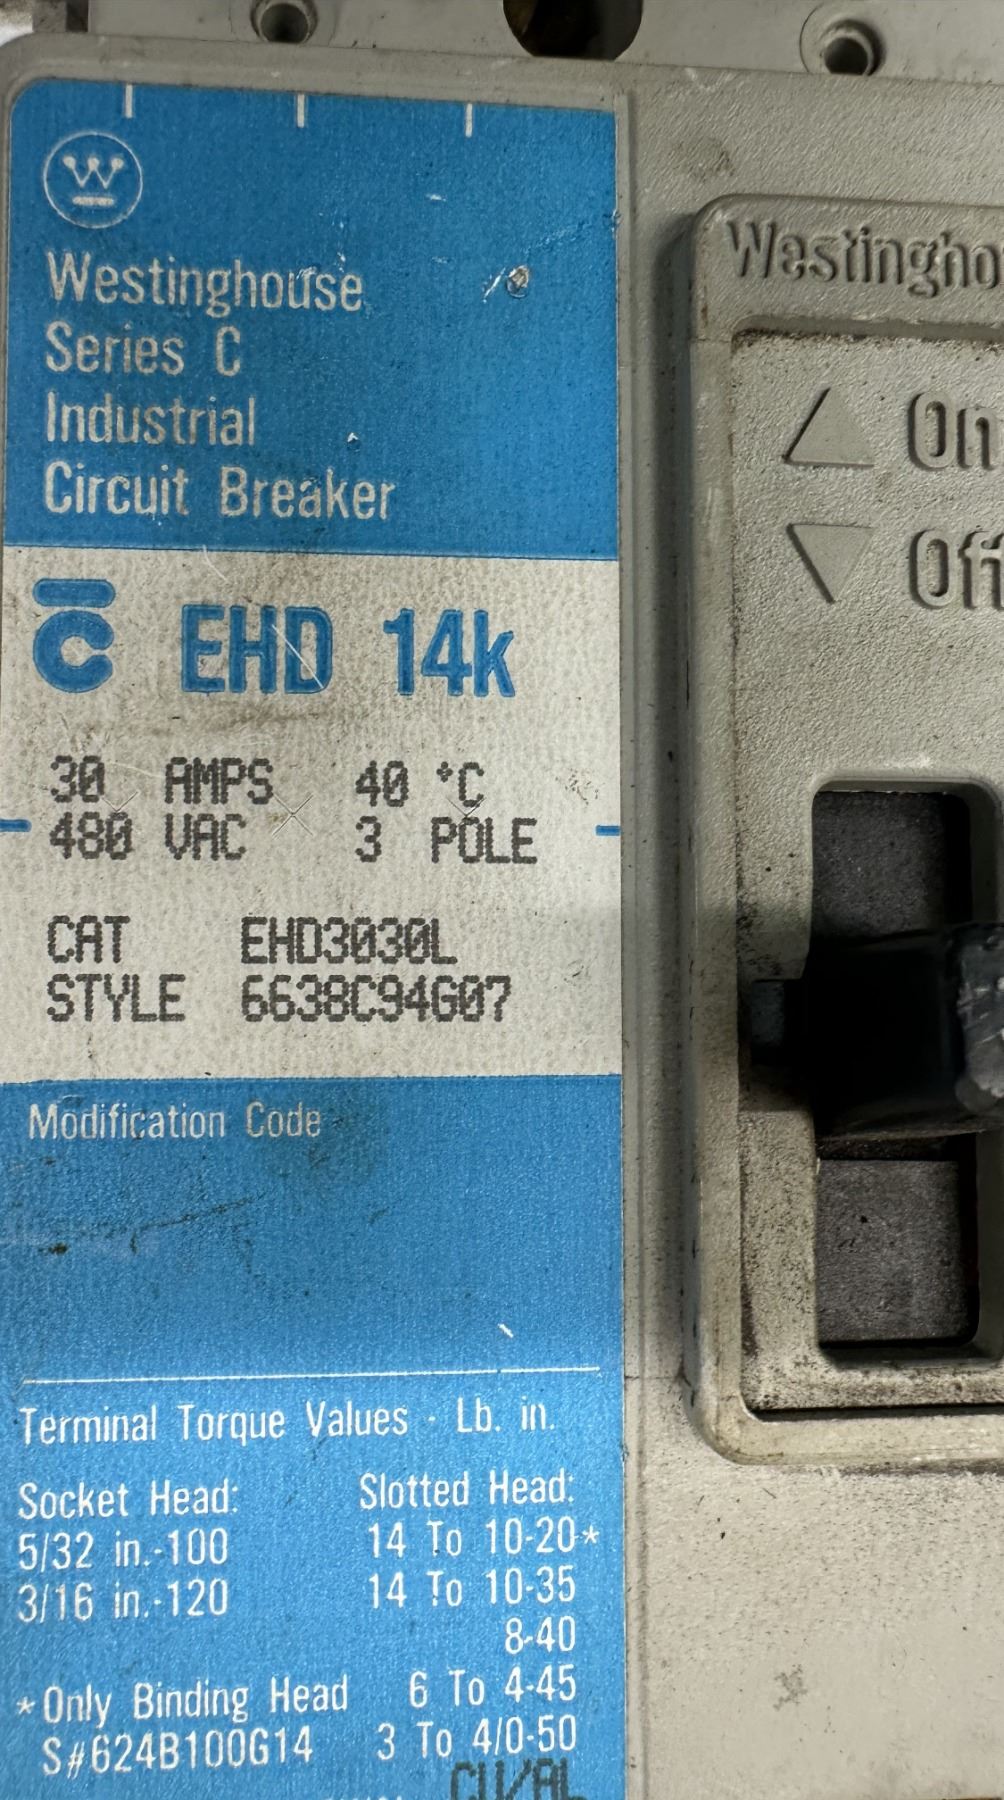 W
Westinghouse
Series C
Industrial
Circuit Breaker
C EHD 14k
30 AMPS 40 °C
480 VAC 3 POLE
CAT EHD3030L
STYLE 6638C94G07
Modification Code
Terminal Torque Values - Lb. in.
Socket Head: Slotted Head:
5/32 in.-100 14 To 10-20*
3/16 in.-120 14 To 10-35
8-40
*Only Binding Head 6 To 4-45
S#624B100G14 3 To 4/0-50
CU/AL
Westingho
On
Off